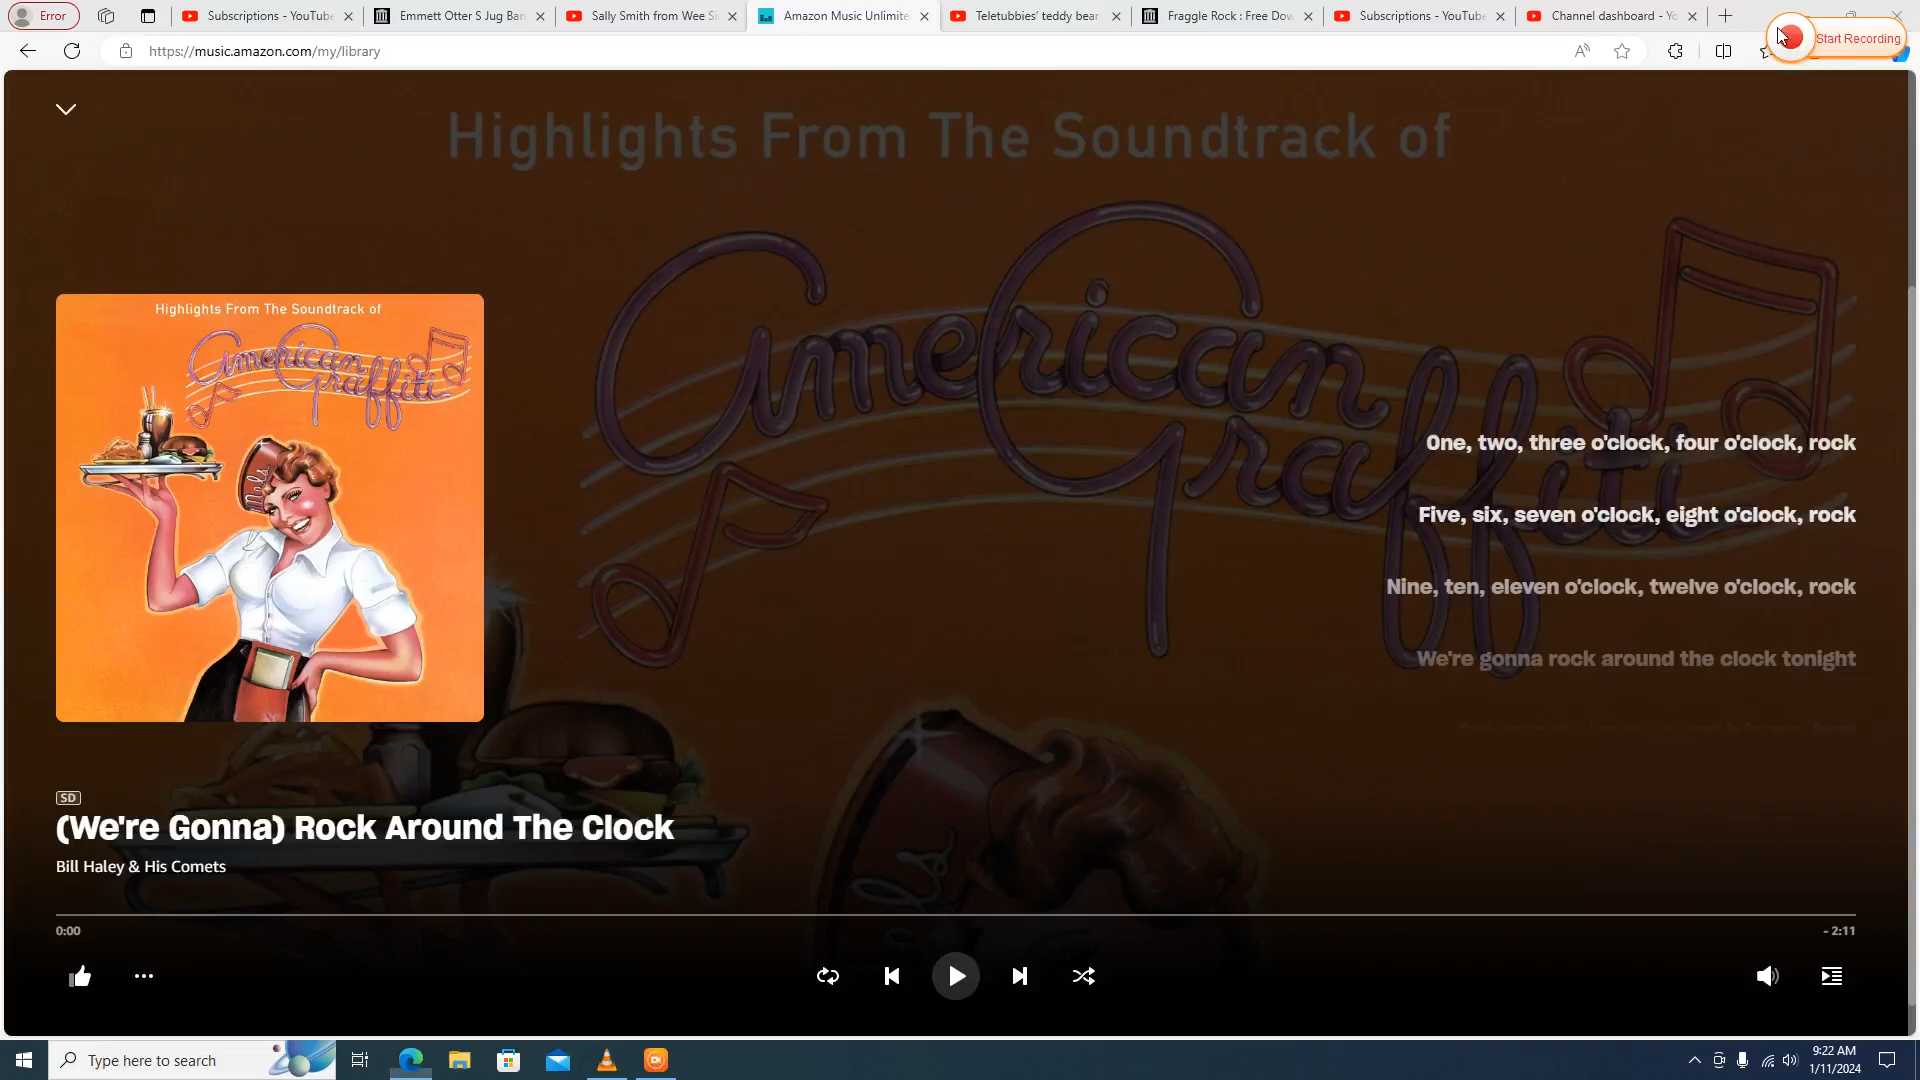 Error
Subscriptions - YouTube
Emmett Otter S Jug Ban
Sally Smith from Wee Si
Amazon Music Unlimite
Teletubbies' teddy bear
Fraggle Rock : Free Dow
Subscriptions - YouTube
Channel dashboard - Yo
https://music.amazon.com/my/library
Start Recording
Highlights From The Soundtrack of
American
Graffiti
Highlights From The Soundtrack of
American
Graffiti
Mels
els
One, two, three o'clock, four o'clock, rock
Five, six, seven o'clock, eight o'clock, rock
Nine, ten, eleven o'clock, twelve o'clock, rock
We're gonna rock around the clock tonight
SD
(We're Gonna) Rock Around The Clock
Bill Haley & His Comets
0:00
- 2:11
Type here to search
9:22 AM
1/11/2024